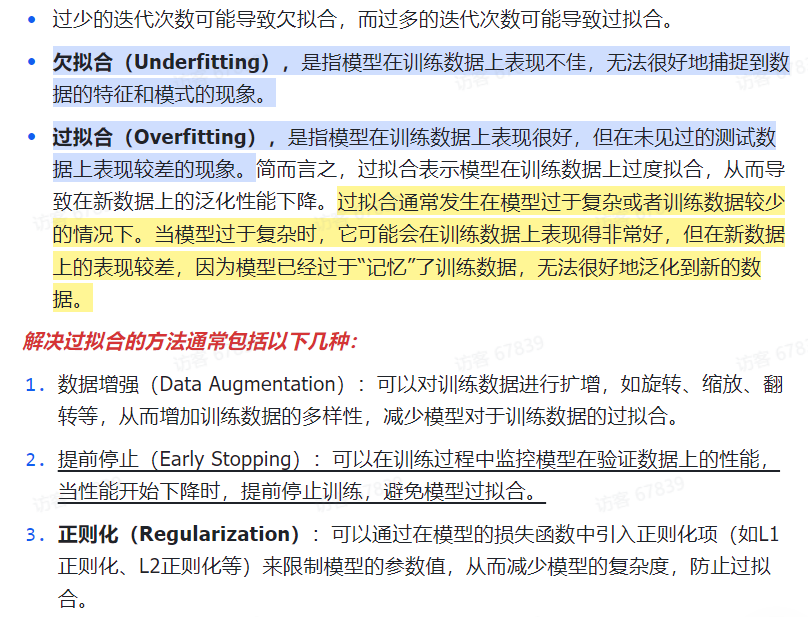 • 过少的迭代次数可能导致欠拟合，而过多的迭代次数可能导致过拟合。
• 欠拟合（Underfitting），是指模型在训练数据上表现不佳，无法很好地捕捉到数
据的特征和模式的现象。
• 过拟合（Overfitting），是指模型在训练数据上表现很好，但在未见过的测试数
据上表现较差的现象。简而言之，过拟合表示模型在训练数据上过度拟合，从而导
致在新数据上的泛化性能下降。过拟合通常发生在模型过于复杂或者训练数据较少
的情况下。当模型过于复杂时，它可能会在训练数据上表现得非常好，但在新数据
上的表现较差，因为模型已经过于“记忆”了训练数据，无法很好地泛化到新的数
据。
解决过拟合的方法通常包括以下几种：
1. 数据增强（Data Augmentation）：可以对训练数据进行扩增，如旋转、缩放、翻
转等，从而增加训练数据的多样性，减少模型对于训练数据的过拟合。
2. 提前停止（Early Stopping）：可以在训练过程中监控模型在验证数据上的性能，
当性能开始下降时，提前停止训练，避免模型过拟合。
3. 正则化（Regularization）：可以通过在模型的损失函数中引入正则化项（如L1
正则化、L2正则化等）来限制模型的参数值，从而减少模型的复杂度，防止过拟
合。
访客 67839
访客 67839